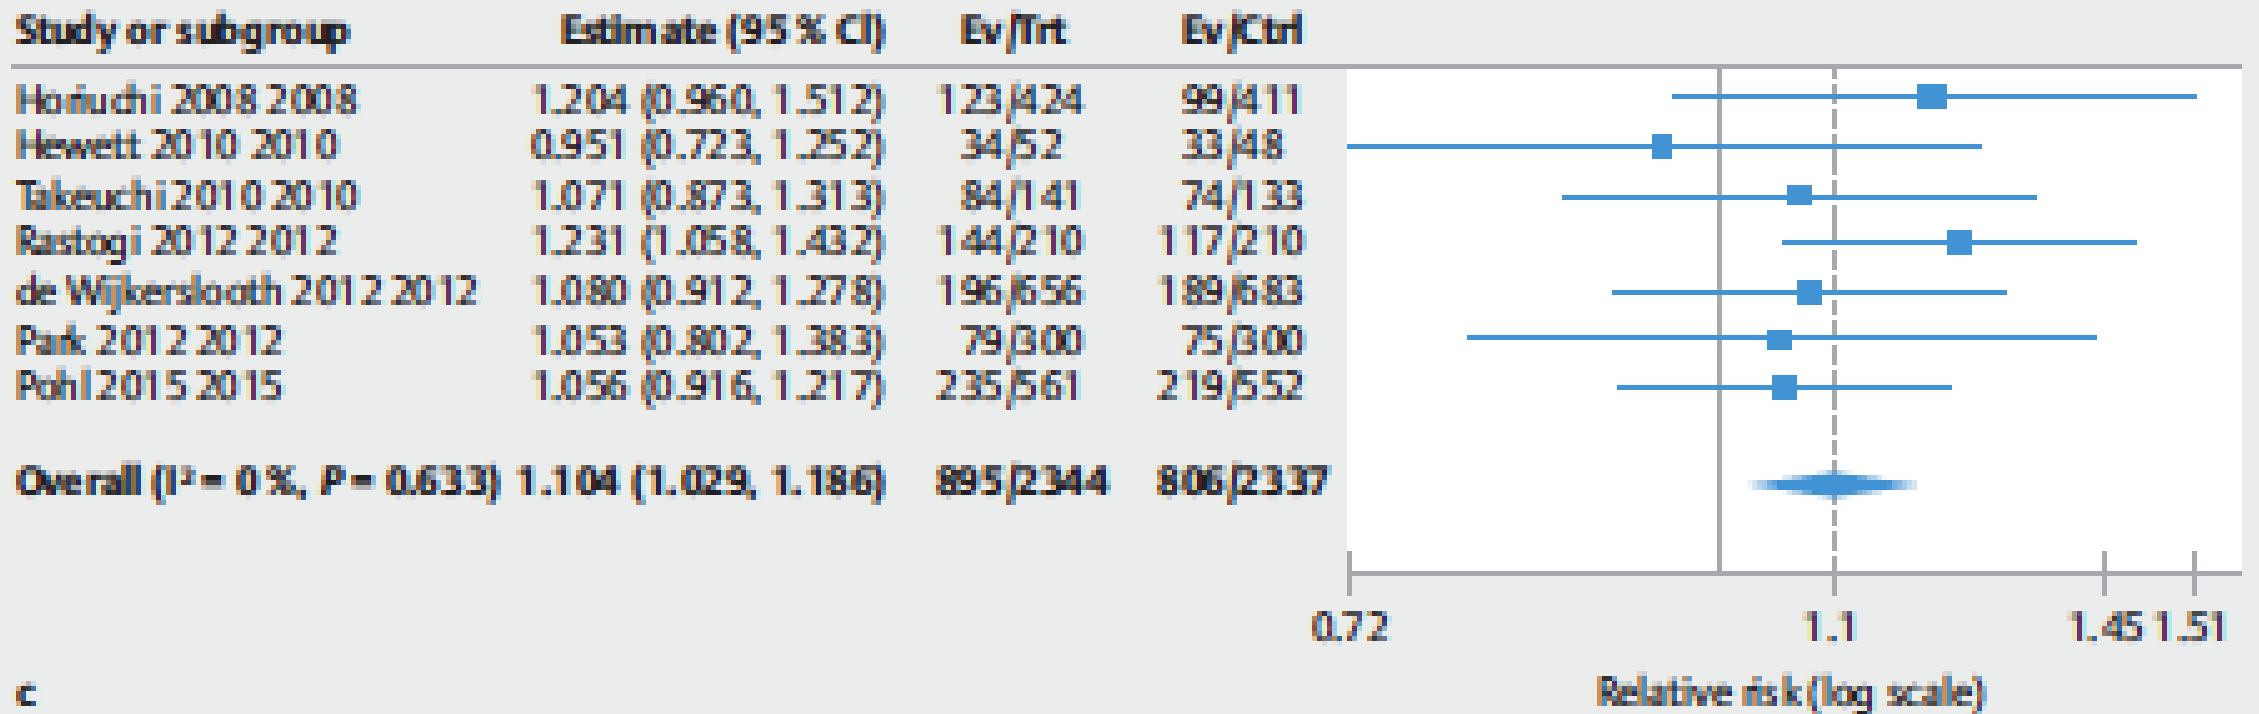 Study or subgroup Estimate (95 % CI) Ev/Trt Ev/Ctrl
Horiuchi 2008 2008 1.204 (0.960, 1.512) 123/424 99/411
Hewett 2010 2010 0.951 (0.723, 1.252) 34/52 33/48
Takeuchi 2010 2010 1.071 (0.873, 1.313) 84/141 74/133
Rastogi 2012 2012 1.231 (1.058, 1.432) 144/210 117/210
de Wijkerslooth 2012 2012 1.080 (0.912, 1.278) 196/656 189/683
Park 2012 2012 1.053 (0.802, 1.383) 79/300 75/300
Pohl 2015 2015 1.056 (0.916, 1.217) 235/561 219/552
Overall (I² = 0 %, P = 0.633) 1.104 (1.029, 1.186) 895/2344 806/2337
0.72 1.1 1.45 1.51
c Relative risk (log scale)